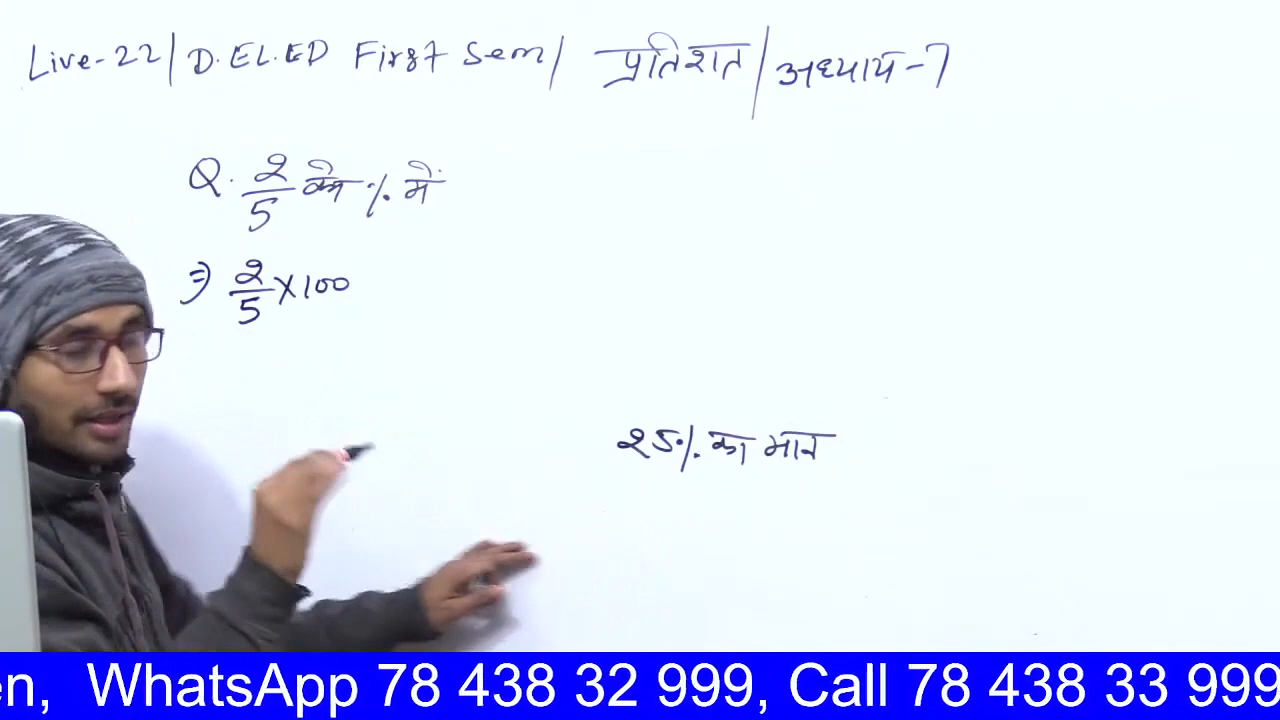 Live-22 | D.EL.ED First Sem / प्रतिशत / अध्याय-7
Q. 2/5 को % में
⇒ 2/5 × 100
25% का मान
en, WhatsApp 78 438 32 999, Call 78 438 33 999